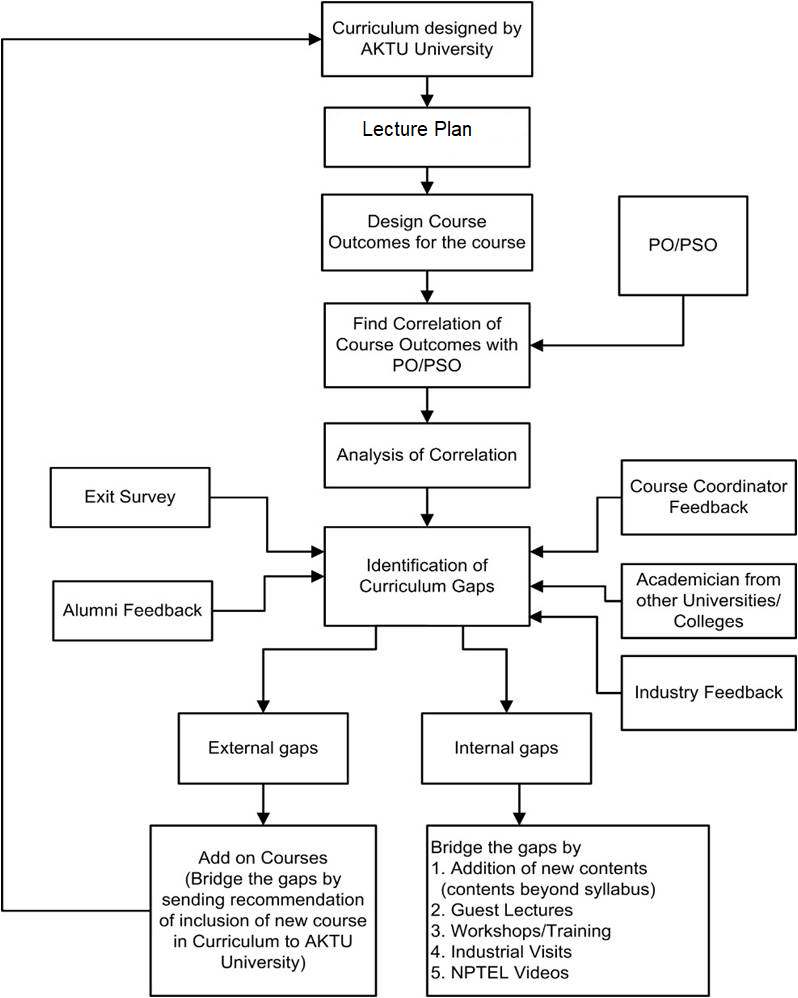 Curriculum designed by
AKTU University
Lecture Plan
Design Course
Outcomes for the course
PO/PSO
Find Correlation of
Course Outcomes with
PO/PSO
Analysis of Correlation
Exit Survey
Course Coordinator
Feedback
Identification of
Curriculum Gaps
Alumni Feedback
Academician from
other Universities/
Colleges
Industry Feedback
External gaps
Internal gaps
Add on Courses
(Bridge the gaps by
sending recommendation
of inclusion of new course
in Curriculum to AKTU
University)
Bridge the gaps by
1. Addition of new contents
(contents beyond syllabus)
2. Guest Lectures
3. Workshops/Training
4. Industrial Visits
5. NPTEL Videos